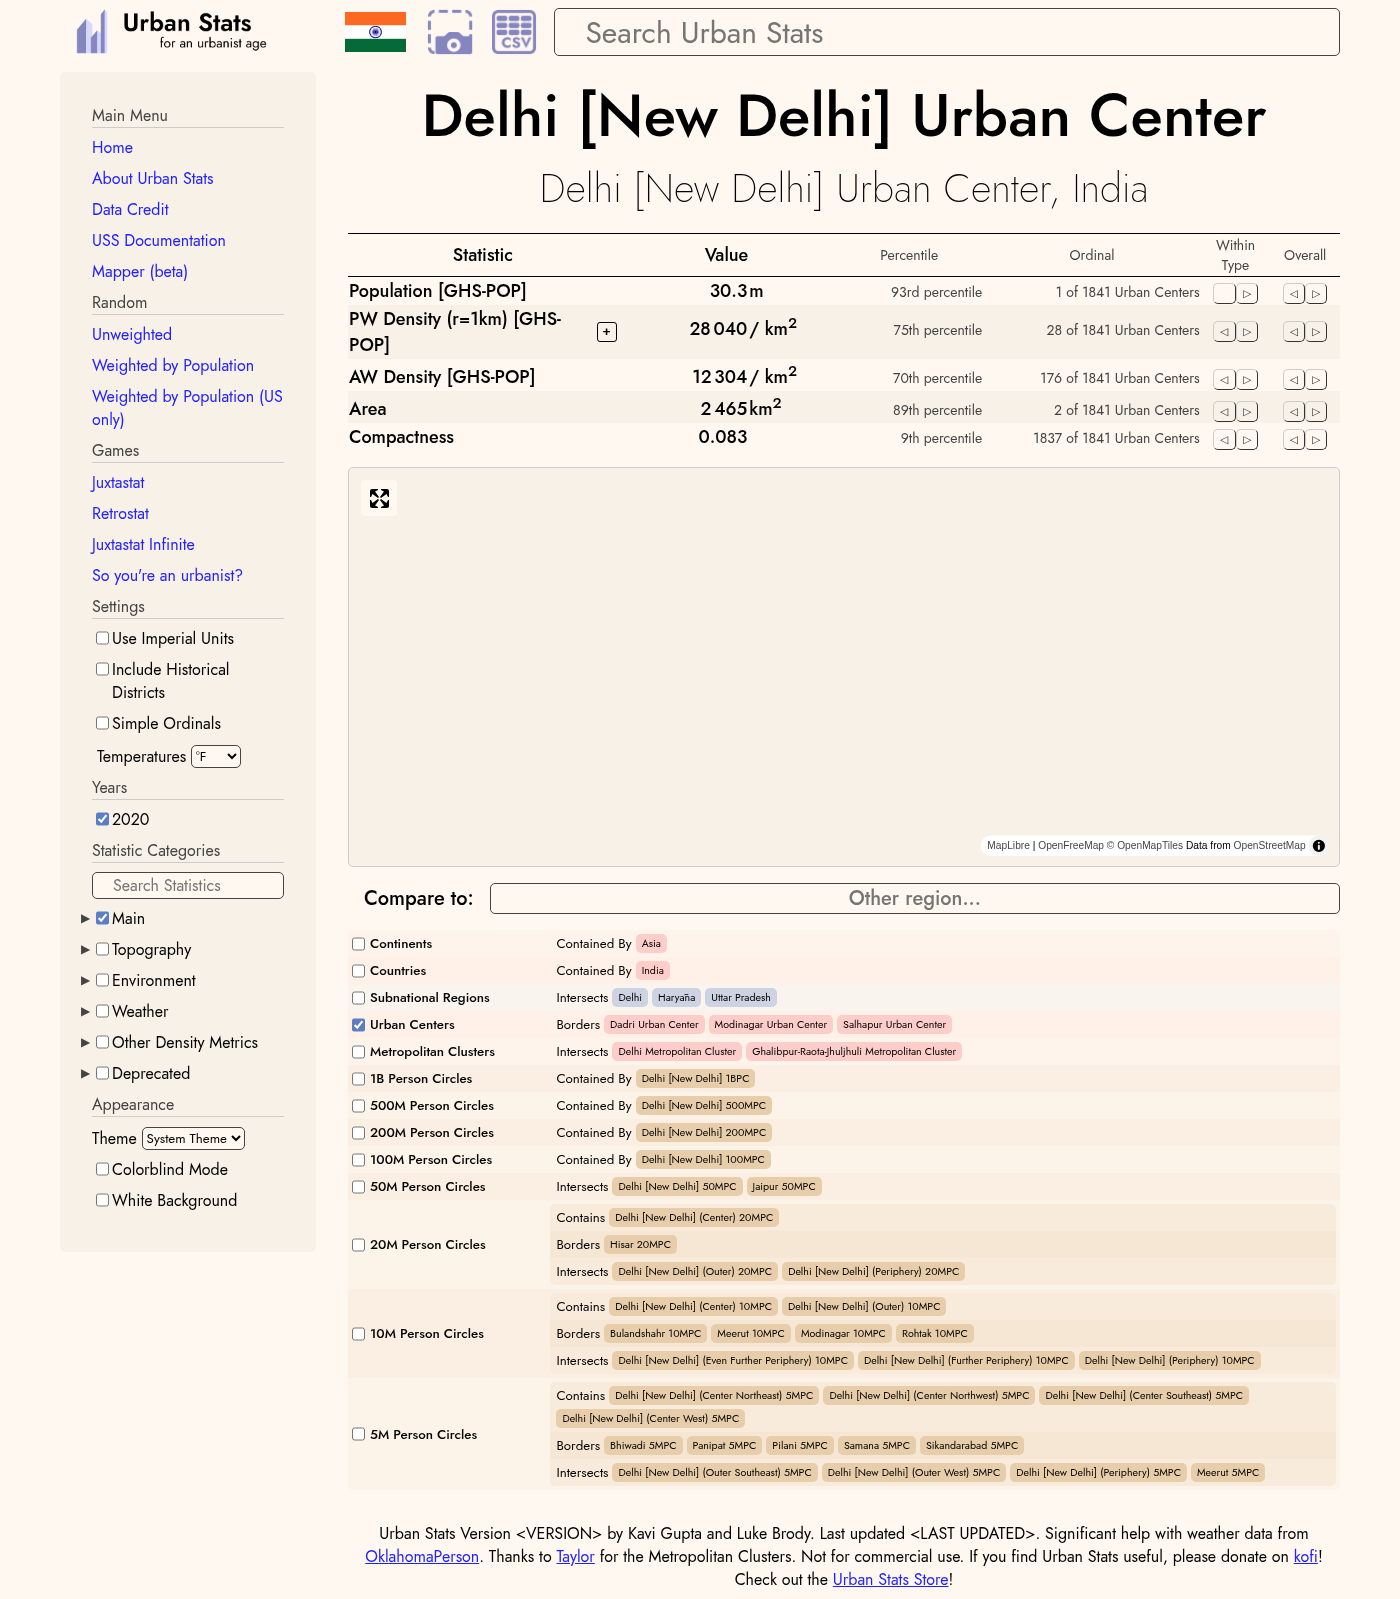 Urban Stats
for an urbanist age
CSV
Search Urban Stats
Main Menu
Home
About Urban Stats
Data Credit
USS Documentation
Mapper (beta)
Random
Unweighted
Weighted by Population
Weighted by Population (US
only)
Games
Juxtastat
Retrostat
Juxtastat Infinite
So you're an urbanist?
Settings
Use Imperial Units
Include Historical
Districts
Simple Ordinals
Temperatures °F
Years
2020
Statistic Categories
Search Statistics
Main
Topography
Environment
Weather
Other Density Metrics
Deprecated
Appearance
Theme System Theme
Colorblind Mode
White Background
Delhi [New Delhi] Urban Center
Delhi [New Delhi] Urban Center, India
Statistic Value Percentile Ordinal Within Type Overall
Population [GHS-POP] 30.3 m 93rd percentile 1 of 1841 Urban Centers
PW Density (r=1km) [GHS-
POP] + 28 040 / km² 75th percentile 28 of 1841 Urban Centers
AW Density [GHS-POP] 12 304 / km² 70th percentile 176 of 1841 Urban Centers
Area 2 465 km² 89th percentile 2 of 1841 Urban Centers
Compactness 0.083 9th percentile 1837 of 1841 Urban Centers
MapLibre | OpenFreeMap © OpenMapTiles Data from OpenStreetMap
Compare to: Other region...
Continents Contained By Asia
Countries Contained By India
Subnational Regions Intersects Delhi Haryāna Uttar Pradesh
Urban Centers Borders Dadri Urban Center Modinagar Urban Center Salhapur Urban Center
Metropolitan Clusters Intersects Delhi Metropolitan Cluster Ghalibpur-Raota-Jhuljhuli Metropolitan Cluster
1B Person Circles Contained By Delhi [New Delhi] 1BPC
500M Person Circles Contained By Delhi [New Delhi] 500MPC
200M Person Circles Contained By Delhi [New Delhi] 200MPC
100M Person Circles Contained By Delhi [New Delhi] 100MPC
50M Person Circles Intersects Delhi [New Delhi] 50MPC Jaipur 50MPC
20M Person Circles
Contains Delhi [New Delhi] (Center) 20MPC
Borders Hisar 20MPC
Intersects Delhi [New Delhi] (Outer) 20MPC Delhi [New Delhi] (Periphery) 20MPC
10M Person Circles
Contains Delhi [New Delhi] (Center) 10MPC Delhi [New Delhi] (Outer) 10MPC
Borders Bulandshahr 10MPC Meerut 10MPC Modinagar 10MPC Rohtak 10MPC
Intersects Delhi [New Delhi] (Even Further Periphery) 10MPC Delhi [New Delhi] (Further Periphery) 10MPC Delhi [New Delhi] (Periphery) 10MPC
5M Person Circles
Contains Delhi [New Delhi] (Center Northeast) 5MPC Delhi [New Delhi] (Center Northwest) 5MPC Delhi [New Delhi] (Center Southeast) 5MPC
Delhi [New Delhi] (Center West) 5MPC
Borders Bhiwadi 5MPC Panipat 5MPC Pilani 5MPC Samana 5MPC Sikandarabad 5MPC
Intersects Delhi [New Delhi] (Outer Southeast) 5MPC Delhi [New Delhi] (Outer West) 5MPC Delhi [New Delhi] (Periphery) 5MPC Meerut 5MPC
Urban Stats Version <VERSION> by Kavi Gupta and Luke Brody. Last updated <LAST UPDATED>. Significant help with weather data from
OklahomaPerson. Thanks to Taylor for the Metropolitan Clusters. Not for commercial use. If you find Urban Stats useful, please donate on kofi!
Check out the Urban Stats Store!